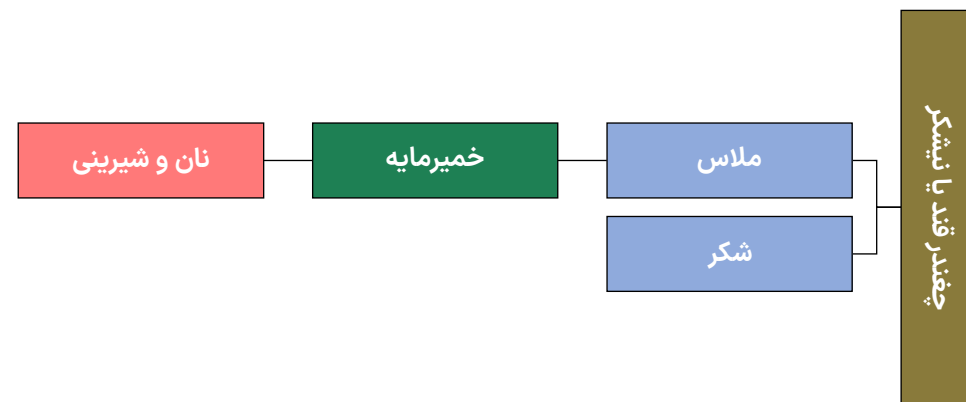 چغندر قند یا نیشکر
ملاس
خمیرمایه
نان و شیرینی
شکر